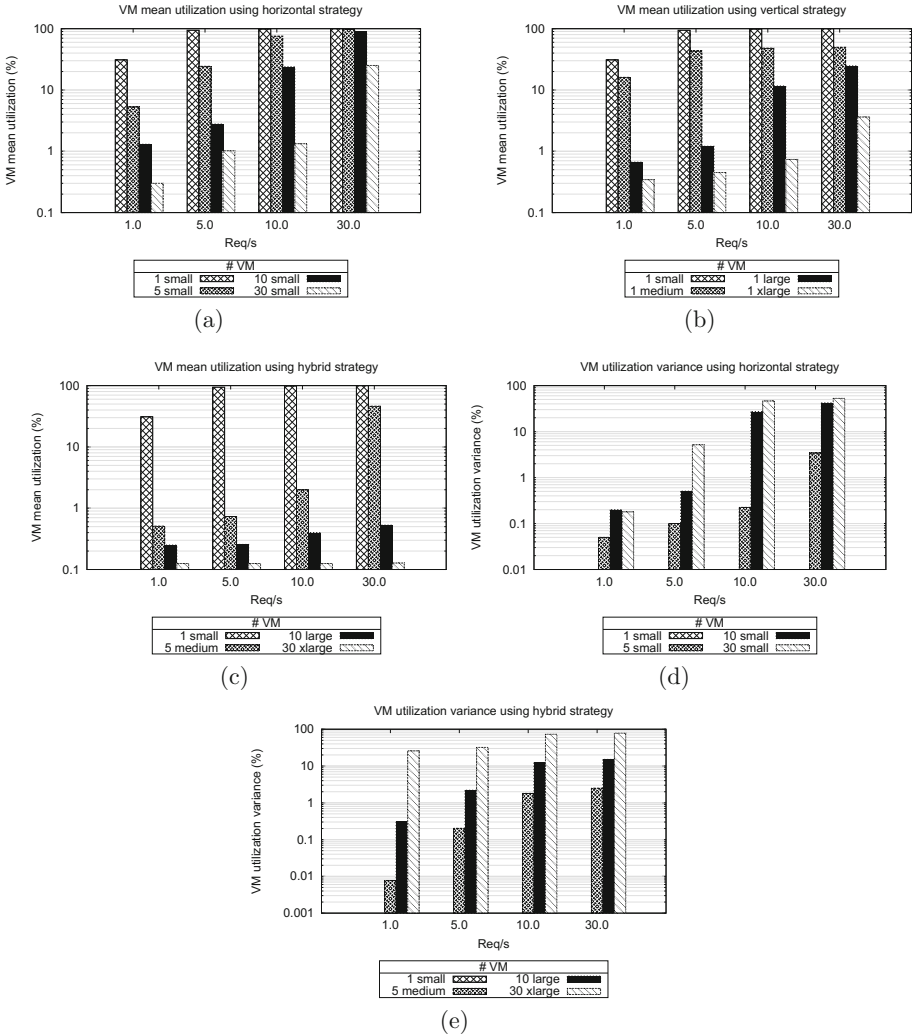 VM mean utilization using horizontal strategy
VM mean utilization (%)
100
10
1
0.1
1.0 5.0 10.0 30.0
Req/s
# VM
1 small 10 small
5 small 30 small
(a)
VM mean utilization using vertical strategy
VM mean utilization (%)
100
10
1
0.1
1.0 5.0 10.0 30.0
Req/s
# VM
1 small 1 large
1 medium 1 xlarge
(b)
VM mean utilization using hybrid strategy
VM mean utilization (%)
100
10
1
0.1
1.0 5.0 10.0 30.0
Req/s
# VM
1 small 10 large
5 medium 30 xlarge
(c)
VM utilization variance using horizontal strategy
VM utilization variance (%)
100
10
1
0.1
0.01
1.0 5.0 10.0 30.0
Req/s
# VM
1 small 10 small
5 small 30 small
(d)
VM utilization variance using hybrid strategy
VM utilization variance (%)
100
10
1
0.1
0.01
0.001
1.0 5.0 10.0 30.0
Req/s
# VM
1 small 10 large
5 medium 30 xlarge
(e)